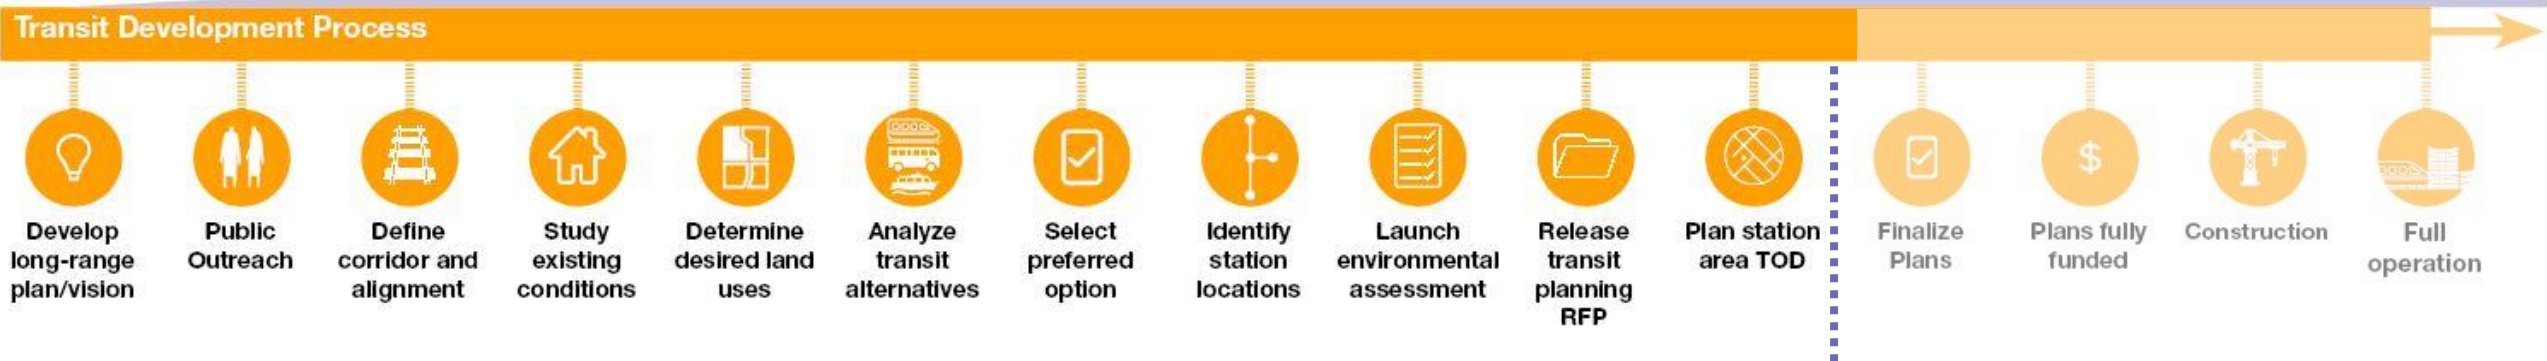 Transit Development Process
Develop
long-range
plan/vision
Public
Outreach
Define
corridor and
alignment
Study
existing
conditions
Determine
desired land
uses
Analyze
transit
alternatives
Select
preferred
option
Identify
station
locations
Launch
environmental
assessment
Release
transit
planning
RFP
Plan station
area TOD
Finalize
Plans
$
Plans fully
funded
Construction
Full
operation